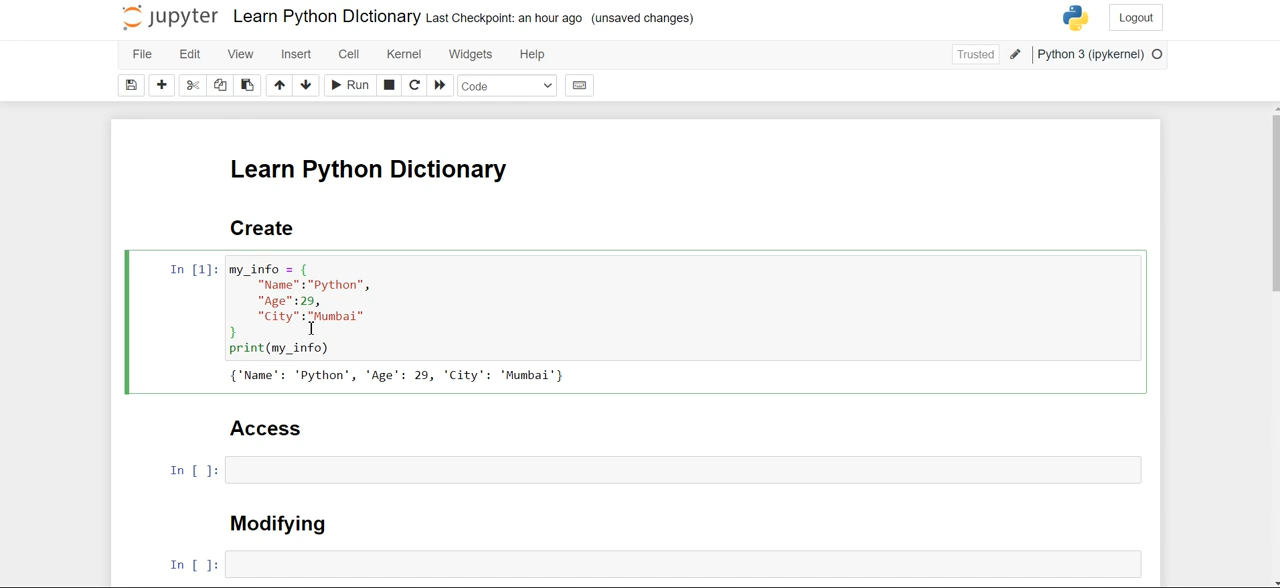 jupyter Learn Python DIctionary Last Checkpoint: an hour ago (unsaved changes) Logout
File Edit View Insert Cell Kernel Widgets Help Trusted Python 3 (ipykernel)
Run Code
Learn Python Dictionary
Create
In [1]: my_info = {
"Name":"Python",
"Age":29,
"City":"Mumbai"
}
print(my_info)
{'Name': 'Python', 'Age': 29, 'City': 'Mumbai'}
Access
In [ ]:
Modifying
In [ ]: